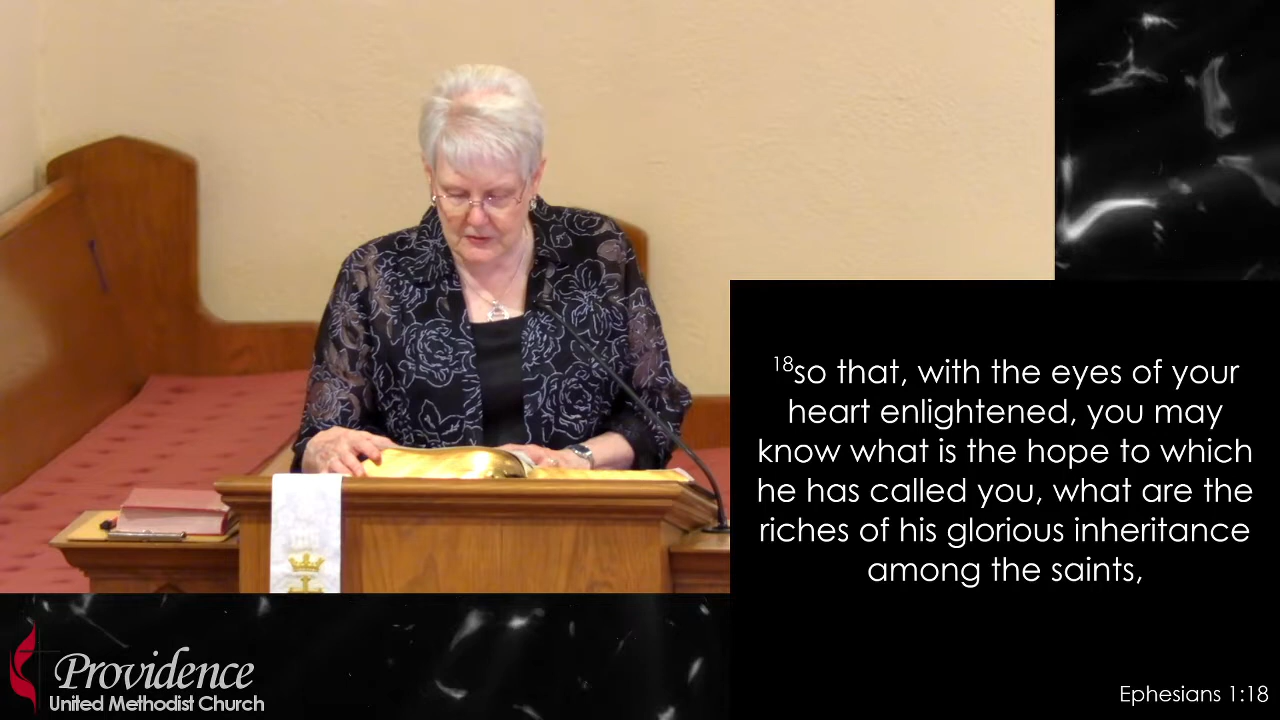 18so that, with the eyes of your
heart enlightened, you may
know what is the hope to which
he has called you, what are the
riches of his glorious inheritance
among the saints,
Providence
United Methodist Church
Ephesians 1:18